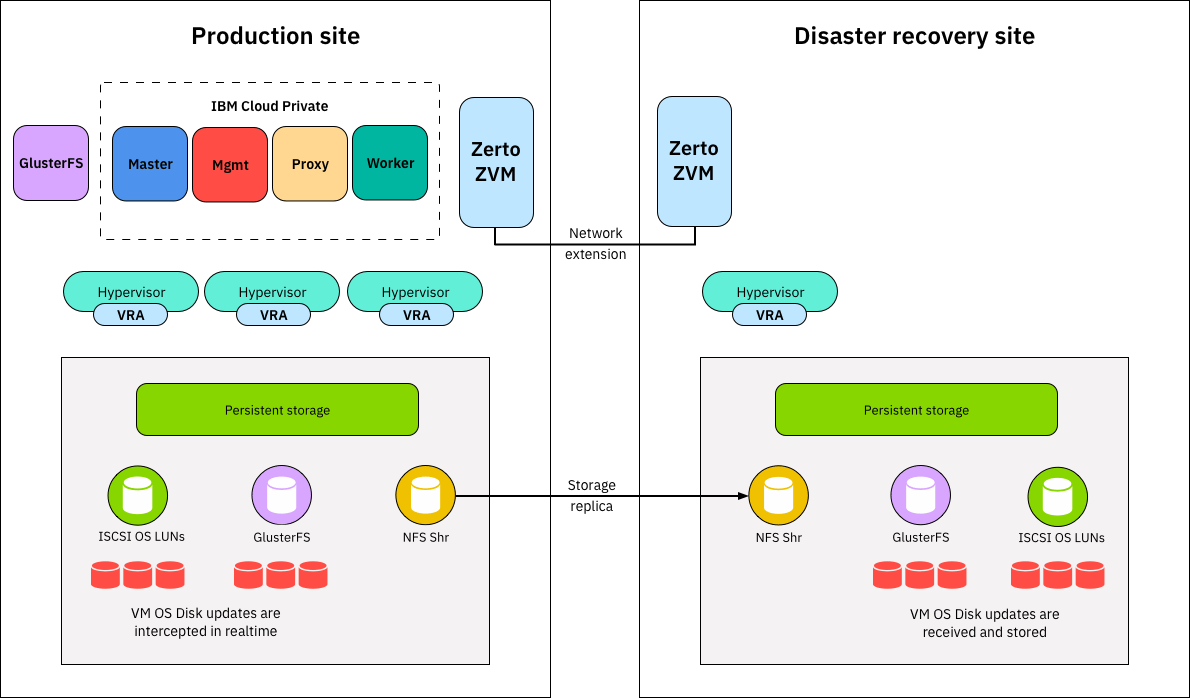 Production site
Disaster recovery site
IBM Cloud Private
GlusterFS
Master
Mgmt
Proxy
Worker
Zerto
ZVM
Zerto
ZVM
Network
extension
Hypervisor
VRA
Hypervisor
VRA
Hypervisor
VRA
Hypervisor
VRA
Persistent storage
Persistent storage
ISCSI OS LUNs
GlusterFS
NFS Shr
Storage
replica
NFS Shr
GlusterFS
ISCSI OS LUNs
VM OS Disk updates are
intercepted in realtime
VM OS Disk updates are
received and stored